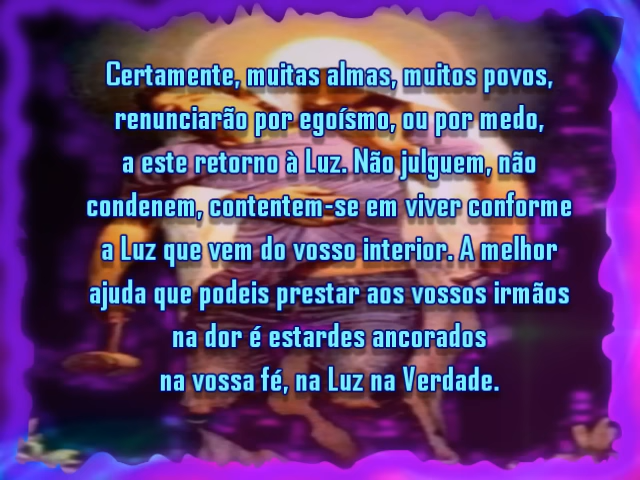 Certamente, muitas almas, muitos povos,
renunciarão por egoísmo, ou por medo,
a este retorno à Luz. Não julguem, não
condenem, contentem-se em viver conforme
a Luz que vem do vosso interior. A melhor
ajuda que podeis prestar aos vossos irmãos
na dor é estardes ancorados
na vossa fé, na Luz na Verdade.